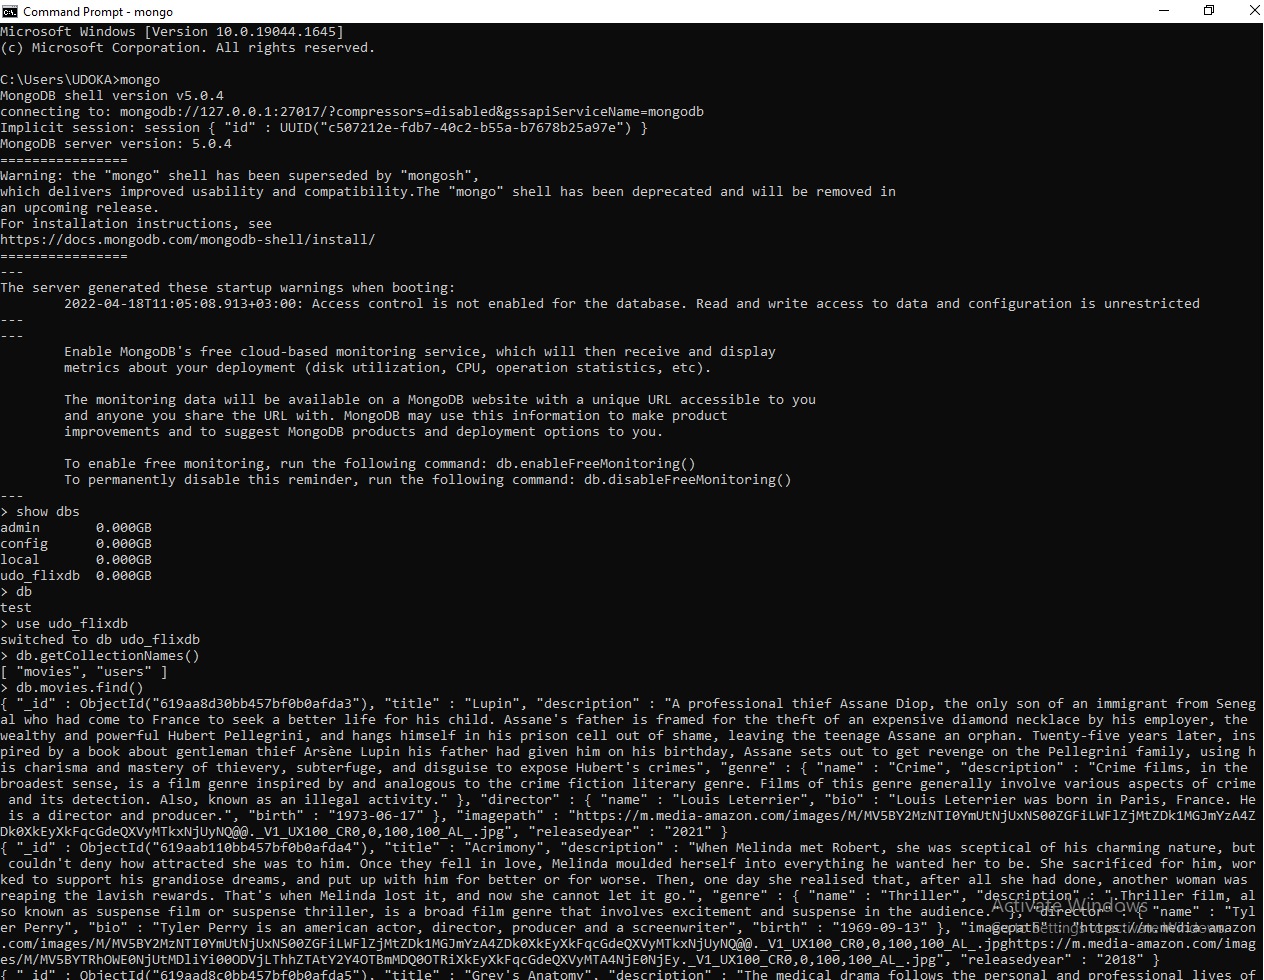 Command Prompt - mongo
Microsoft Windows [Version 10.0.19044.1645]
(c) Microsoft Corporation. All rights reserved.
C:\Users\UDOKA>mongo
MongoDB shell version v5.0.4
connecting to: mongodb://127.0.0.1:27017/?compressors=disabled&gssapiServiceName=mongodb
Implicit session: session { "id" : UUID("c507212e-fdb7-40c2-b55a-b7678b25a97e") }
MongoDB server version: 5.0.4
================
Warning: the "mongo" shell has been superseded by "mongosh",
which delivers improved usability and compatibility.The "mongo" shell has been deprecated and will be removed in
an upcoming release.
For installation instructions, see
https://docs.mongodb.com/mongodb-shell/install/
================
---
The server generated these startup warnings when booting:
2022-04-18T11:05:08.913+03:00: Access control is not enabled for the database. Read and write access to data and configuration is unrestricted
---
---
Enable MongoDB's free cloud-based monitoring service, which will then receive and display
metrics about your deployment (disk utilization, CPU, operation statistics, etc).
The monitoring data will be available on a MongoDB website with a unique URL accessible to you
and anyone you share the URL with. MongoDB may use this information to make product
improvements and to suggest MongoDB products and deployment options to you.
To enable free monitoring, run the following command: db.enableFreeMonitoring()
To permanently disable this reminder, run the following command: db.disableFreeMonitoring()
---
> show dbs
admin 0.000GB
config 0.000GB
local 0.000GB
udo_flixdb 0.000GB
> db
test
> use udo_flixdb
switched to db udo_flixdb
> db.getCollectionNames()
[ "movies", "users" ]
> db.movies.find()
{ "_id" : ObjectId("619aa8d30bb457bf0b0afda3"), "title" : "Lupin", "description" : "A professional thief Assane Diop, the only son of an immigrant from Seneg
al who had come to France to seek a better life for his child. Assane's father is framed for the theft of an expensive diamond necklace by his employer, the
wealthy and powerful Hubert Pellegrini, and hangs himself in his prison cell out of shame, leaving the teenage Assane an orphan. Twenty-five years later, ins
pired by a book about gentleman thief Arsène Lupin his father had given him on his birthday, Assane sets out to get revenge on the Pellegrini family, using h
is charisma and mastery of thievery, subterfuge, and disguise to expose Hubert's crimes", "genre" : { "name" : "Crime", "description" : "Crime films, in the
broadest sense, is a film genre inspired by and analogous to the crime fiction literary genre. Films of this genre generally involve various aspects of crime
and its detection. Also, known as an illegal activity." }, "director" : { "name" : "Louis Leterrier", "bio" : "Louis Leterrier was born in Paris, France. He
is a director and producer.", "birth" : "1973-06-17" }, "imagepath" : "https://m.media-amazon.com/images/M/MV5BY2MzNTI0YmUtNjUxNS00ZGFiLWFlZjMtZDk1MGJmYzA4Z
Dk0XkEyXkFqcGdeQXVyMTkxNjUyNQ@@._V1_UX100_CR0,0,100,100_AL_.jpg", "releasedyear" : "2021" }
{ "_id" : ObjectId("619aab110bb457bf0b0afda4"), "title" : "Acrimony", "description" : "When Melinda met Robert, she was sceptical of his charming nature, but
couldn't deny how attracted she was to him. Once they fell in love, Melinda moulded herself into everything he wanted her to be. She sacrificed for him, wor
ked to support his grandiose dreams, and put up with him for better or for worse. Then, one day she realised that, after all she had done, another woman was
reaping the lavish rewards. That's when Melinda lost it, and now she cannot let it go.", "genre" : { "name" : "Thriller", "description" : " Thriller film, al
so known as suspense film or suspense thriller, is a broad film genre that involves excitement and suspense in the audience." }, "director" : { "name" : "Tyl
er Perry", "bio" : "Tyler Perry is an american actor, director, producer and a screenwriter", "birth" : "1969-09-13" }, "imagepath" : "https://m.media-amazon
.com/images/M/MV5BY2MzNTI0YmUtNjUxNS00ZGFiLWFlZjMtZDk1MGJmYzA4ZDk0XkEyXkFqcGdeQXVyMTkxNjUyNQ@@._V1_UX100_CR0,0,100,100_AL_.jpghttps://m.media-amazon.com/imag
es/M/MV5BYTRhOWE0NjUtMDliYi00ODVjLThhZTAtY2Y4OTBmMDQ0OTRiXkEyXkFqcGdeQXVyMTA4NjE0NjEy._V1_UX100_CR0,0,100,100_AL_.jpg", "releasedyear" : "2018" }
{ "_id" : ObjectId("619aad8c0bb457bf0b0afda5"), "title" : "Grey's Anatomy", "description" : "The medical drama follows the personal and professional lives of
Activate Windows
Go to Settings to activate Windows.